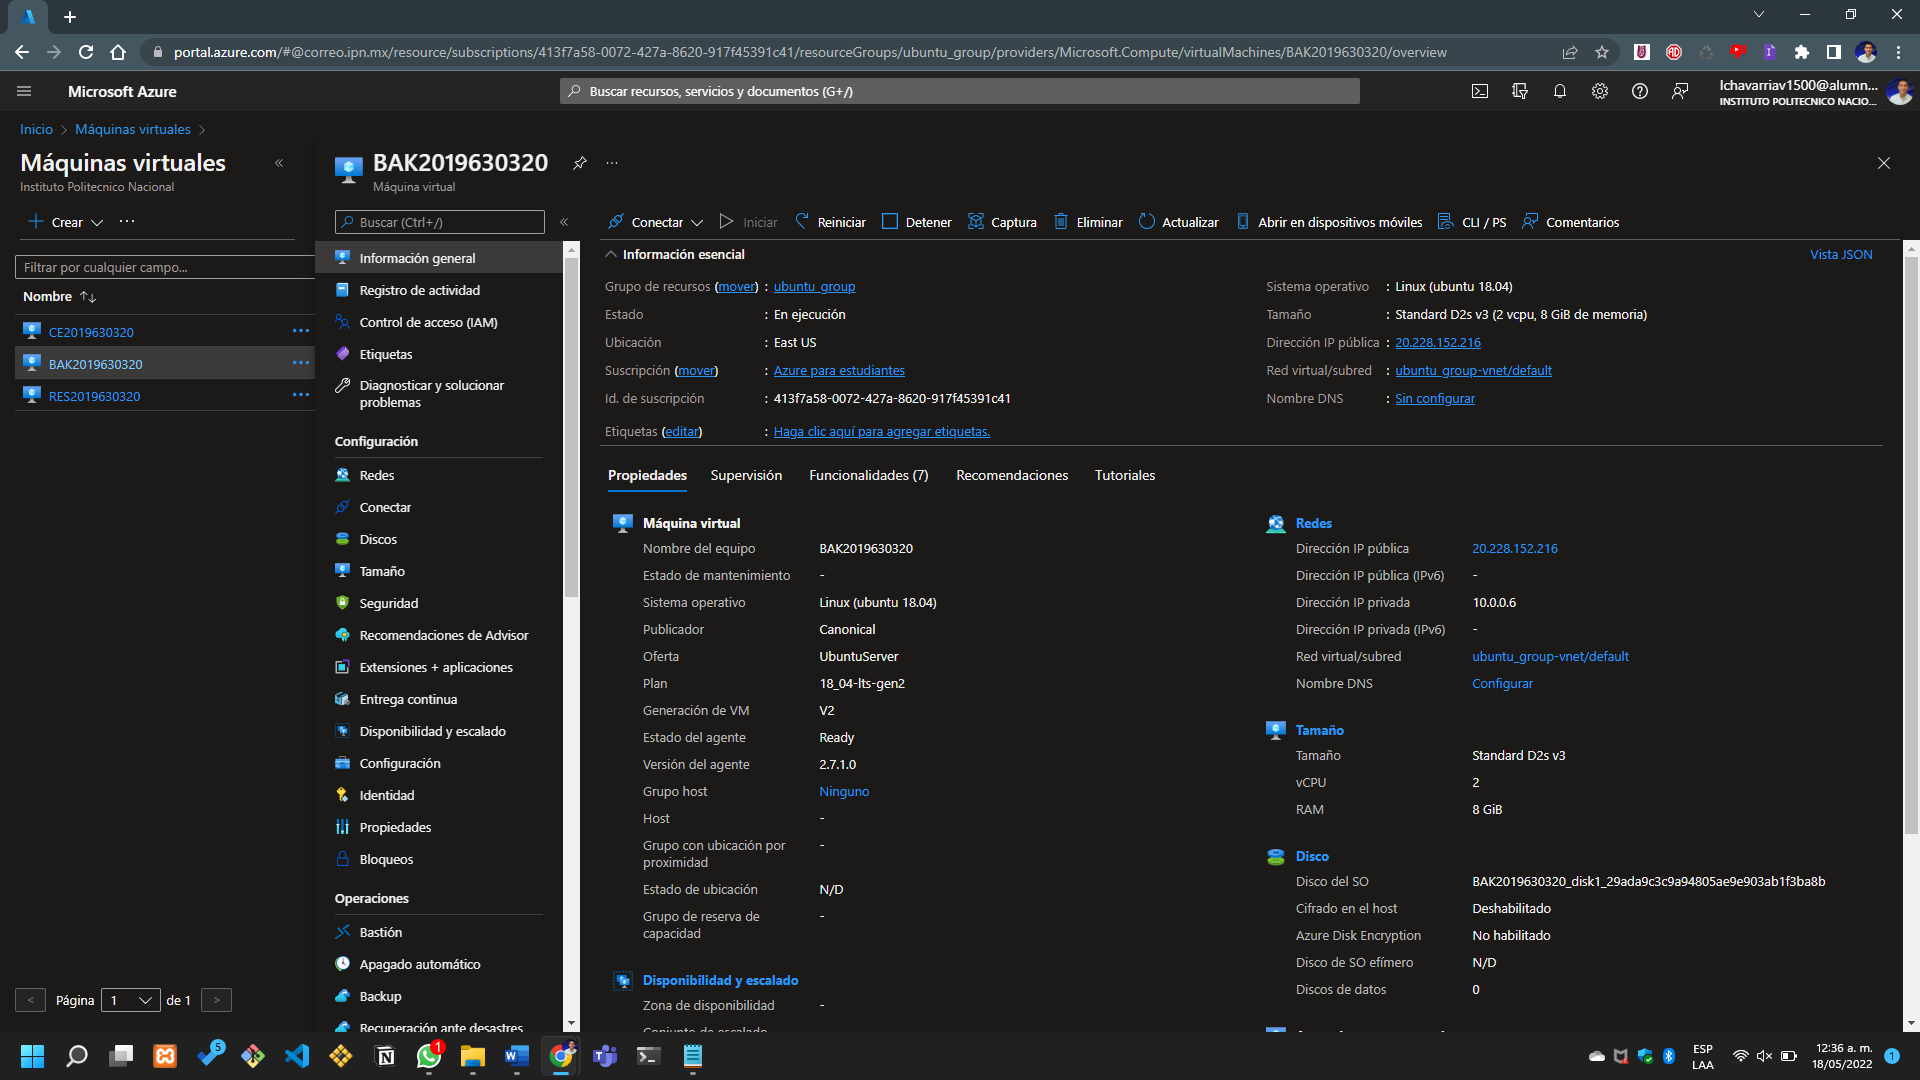 portal.azure.com/#@correo.ipn.mx/resource/subscriptions/413f7a58-0072-427a-8620-917f45391c41/resourceGroups/ubuntu_group/providers/Microsoft.Compute/virtualMachines/BAK2019630320/overview
Microsoft Azure
Buscar recursos, servicios y documentos (G+/)
lchavarriav1500@alumn...
INSTITUTO POLITECNICO NACIO...
Inicio > Máquinas virtuales >
Máquinas virtuales
Instituto Politecnico Nacional
Crear
Filtrar por cualquier campo...
Nombre
CE2019630320
BAK2019630320
RES2019630320
< Página 1 de 1 >
BAK2019630320
Máquina virtual
Buscar (Ctrl+/)
Información general
Registro de actividad
Control de acceso (IAM)
Etiquetas
Diagnosticar y solucionar
problemas
Configuración
Redes
Conectar
Discos
Tamaño
Seguridad
Recomendaciones de Advisor
Extensiones + aplicaciones
Entrega continua
Disponibilidad y escalado
Configuración
Identidad
Propiedades
Bloqueos
Operaciones
Bastión
Apagado automático
Backup
Recuperación ante desastres
Conectar Iniciar Reiniciar Detener Captura Eliminar Actualizar Abrir en dispositivos móviles CLI / PS Comentarios
Información esencial
Vista JSON
Grupo de recursos (mover) : ubuntu_group
Estado : En ejecución
Ubicación : East US
Suscripción (mover) : Azure para estudiantes
Id. de suscripción : 413f7a58-0072-427a-8620-917f45391c41
Etiquetas (editar) : Haga clic aquí para agregar etiquetas.
Sistema operativo : Linux (ubuntu 18.04)
Tamaño : Standard D2s v3 (2 vcpu, 8 GiB de memoria)
Dirección IP pública : 20.228.152.216
Red virtual/subred : ubuntu_group-vnet/default
Nombre DNS : Sin configurar
Propiedades Supervisión Funcionalidades (7) Recomendaciones Tutoriales
Máquina virtual
Nombre del equipo BAK2019630320
Estado de mantenimiento -
Sistema operativo Linux (ubuntu 18.04)
Publicador Canonical
Oferta UbuntuServer
Plan 18_04-lts-gen2
Generación de VM V2
Estado del agente Ready
Versión del agente 2.7.1.0
Grupo host Ninguno
Host -
Grupo con ubicación por -
proximidad
Estado de ubicación N/D
Grupo de reserva de -
capacidad
Disponibilidad y escalado
Zona de disponibilidad -
Conjunto de escalado
Redes
Dirección IP pública 20.228.152.216
Dirección IP pública (IPv6) -
Dirección IP privada 10.0.0.6
Dirección IP privada (IPv6) -
Red virtual/subred ubuntu_group-vnet/default
Nombre DNS Configurar
Tamaño
Tamaño Standard D2s v3
vCPU 2
RAM 8 GiB
Disco
Disco del SO BAK2019630320_disk1_29ada9c3c9a94805ae9e903ab1f3ba8b
Cifrado en el host Deshabilitado
Azure Disk Encryption No habilitado
Disco de SO efímero N/D
Discos de datos 0
5
1
ESP
LAA
12:36 a. m.
18/05/2022
1